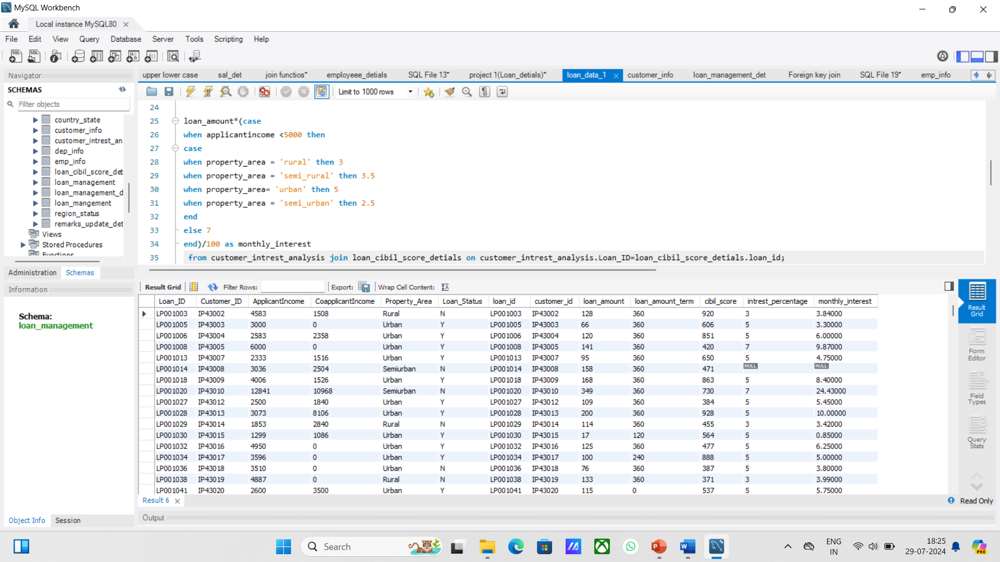 MySQL Workbench
Local instance MySQL80
File Edit View Query Database Server Tools Scripting Help
Navigator
SCHEMAS
Filter objects
country_state
customer_info
customer_intrest_an
dep_info
emp_info
loan_cibil_score_det
loan_management
loan_management_d
loan_mangement
region_status
remarks_update_det
Views
Stored Procedures
Functions
Administration Schemas
Information
Schema:
loan_management
Object Info Session
upper lower case sal_det join functios* employeee_detials SQL File 13* project 1(Loan_detials)* loan_data_1 customer_info loan_management_det Foreign key join SQL File 19* emp_info
Limit to 1000 rows
24
25 loan_amount*(case
26 when applicantincome <5000 then
27 case
28 when property_area = 'rural' then 3
29 when property_area = 'semi_rural' then 3.5
30 when property_area= 'urban' then 5
31 when property_area = 'semi_urban' then 2.5
32 end
33 else 7
34 end)/100 as monthly_interest
35 from customer_intrest_analysis join loan_cibil_score_detials on customer_intrest_analysis.Loan_ID=loan_cibil_score_detials.loan_id;
Result Grid Filter Rows: Export: Wrap Cell Content:
Loan_ID Customer_ID ApplicantIncome CoapplicantIncome Property_Area Loan_Status loan_id customer_id loan_amount loan_amount_term cibil_score intrest_percentage monthly_interest
LP001003 IP43002 4583 1508 Rural N LP001003 IP43002 128 360 920 3 3.84000
LP001005 IP43003 3000 0 Urban Y LP001005 IP43003 66 360 606 5 3.30000
LP001006 IP43004 2583 2358 Urban Y LP001006 IP43004 120 360 851 5 6.00000
LP001008 IP43005 6000 0 Urban Y LP001008 IP43005 141 360 420 7 9.87000
LP001013 IP43007 2333 1516 Urban Y LP001013 IP43007 95 360 650 5 4.75000
LP001014 IP43008 3036 2504 Semiurban N LP001014 IP43008 158 360 471 NULL NULL
LP001018 IP43009 4006 1526 Urban Y LP001018 IP43009 168 360 863 5 8.40000
LP001020 IP43010 12841 10968 Semiurban N LP001020 IP43010 349 360 730 7 24.43000
LP001027 IP43012 2500 1840 Urban Y LP001027 IP43012 109 360 384 5 5.45000
LP001028 IP43013 3073 8106 Urban Y LP001028 IP43013 200 360 928 5 10.00000
LP001029 IP43014 1853 2840 Rural N LP001029 IP43014 114 360 455 3 3.42000
LP001030 IP43015 1299 1086 Urban Y LP001030 IP43015 17 120 564 5 0.85000
LP001032 IP43016 4950 0 Urban Y LP001032 IP43016 125 360 477 5 6.25000
LP001034 IP43017 3596 0 Urban Y LP001034 IP43017 100 240 888 5 5.00000
LP001036 IP43018 3510 0 Urban N LP001036 IP43018 76 360 387 5 3.80000
LP001038 IP43019 4887 0 Rural N LP001038 IP43019 133 360 371 3 3.99000
LP001041 IP43020 2600 3500 Urban Y LP001041 IP43020 115 0 537 5 5.75000
Result Grid
Form Editor
Field Types
Query Stats
Result 6
Read Only
Output
Search
ENG
IN
18:25
29-07-2024
PRE